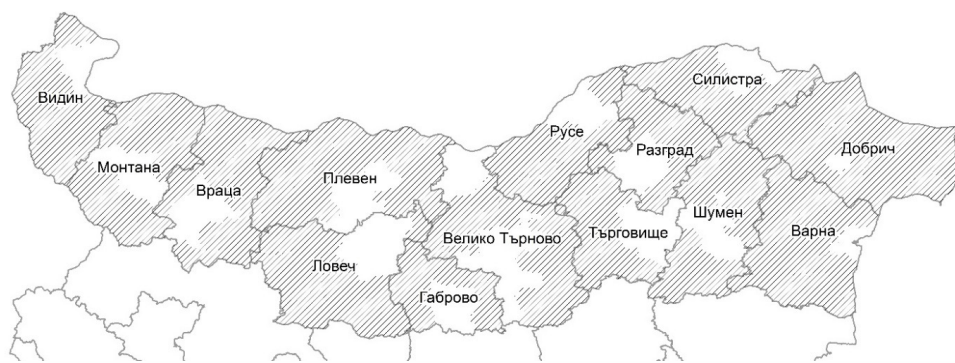 Видин
Монтана
Враца
Плевен
Ловеч
Велико Търново
Габрово
Русе
Разград
Силистра
Търговище
Шумен
Добрич
Варна